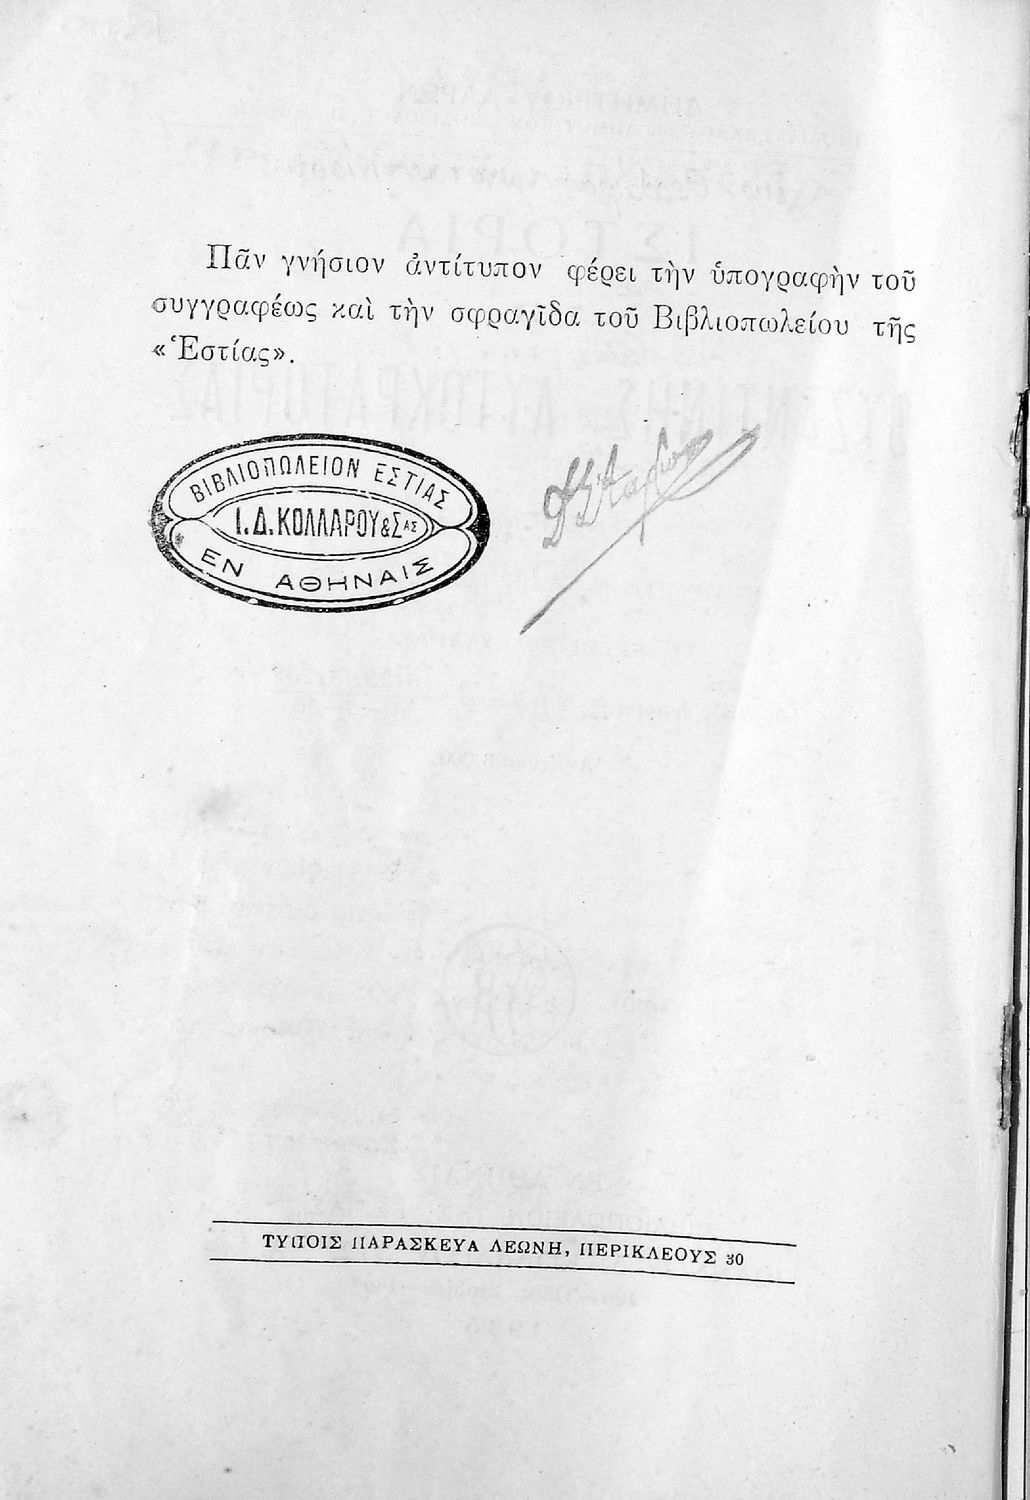 Πᾶν γνήσιον ἀντίτυπον φέρει τὴν ὑπογραφὴν τοῦ
συγγραφέως καὶ τὴν σφραγῖδα τοῦ Βιβλιοπωλείου τῆς
«Ἑστίας».
ΒΙΒΛΙΟΠΩΛΕΙΟΝ ΕΣΤΙΑΣ
Ι.Δ.ΚΟΛΛΑΡΟΥ&ΣΑΣ
ΕΝ ΑΘΗΝΑΙΣ
ΤΥΠΟΙΣ ΠΑΡΑΣΚΕΥΑ ΛΕΩΝΗ, ΠΕΡΙΚΛΕΟΥΣ 30